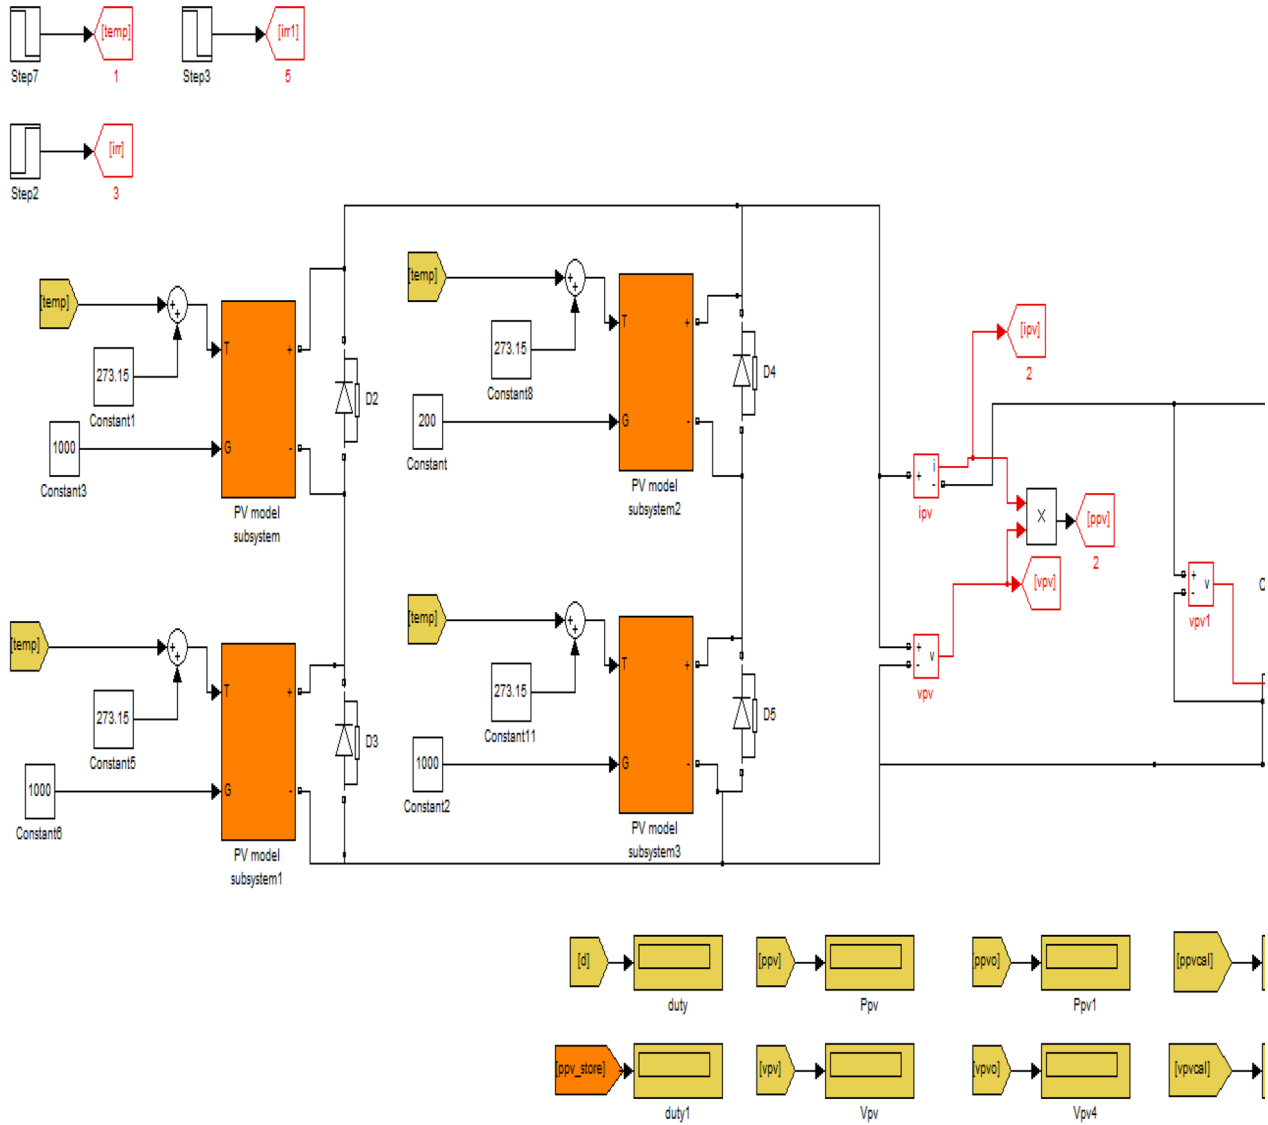 [temp]
[irr1]
Step7
1
Step3
5
[irr]
Step2
3
[temp]
+
+
273.15
Constant1
1000
Constant3
T
+
G
-
PV model
subsystem
D2
[temp]
+
+
273.15
Constant8
200
Constant
T
+
G
-
PV model
subsystem2
D4
[ipv]
2
+
i
-
ipv
×
[ppv]
2
[vpv]
+
-
v
vpv
+
-
v
vpv1
[temp]
+
+
273.15
Constant5
1000
Constant6
T
+
G
-
PV model
subsystem1
D3
[temp]
+
+
273.15
Constant11
1000
Constant2
T
+
G
-
PV model
subsystem3
D5
[d]
duty
[ppv]
Ppv
[ppvo]
Ppv1
[ppvcal]
[ppv_store]
duty1
[vpv]
Vpv
[vpvo]
Vpv4
[vpvcal]